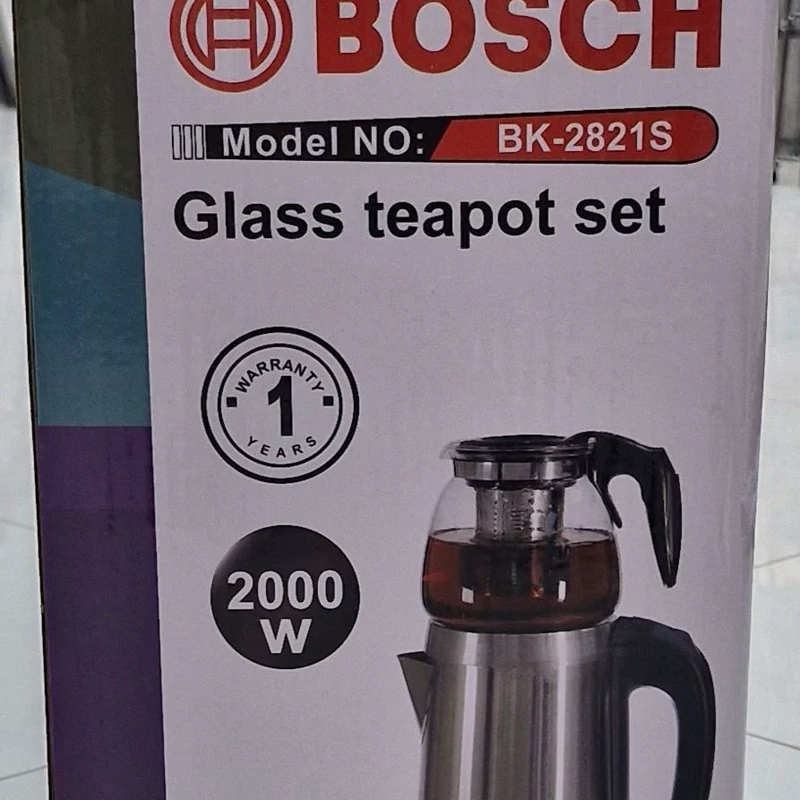 BOSCH
Model NO: BK-2821S
Glass teapot set
WARRANTY
1
YEARS
2000
W